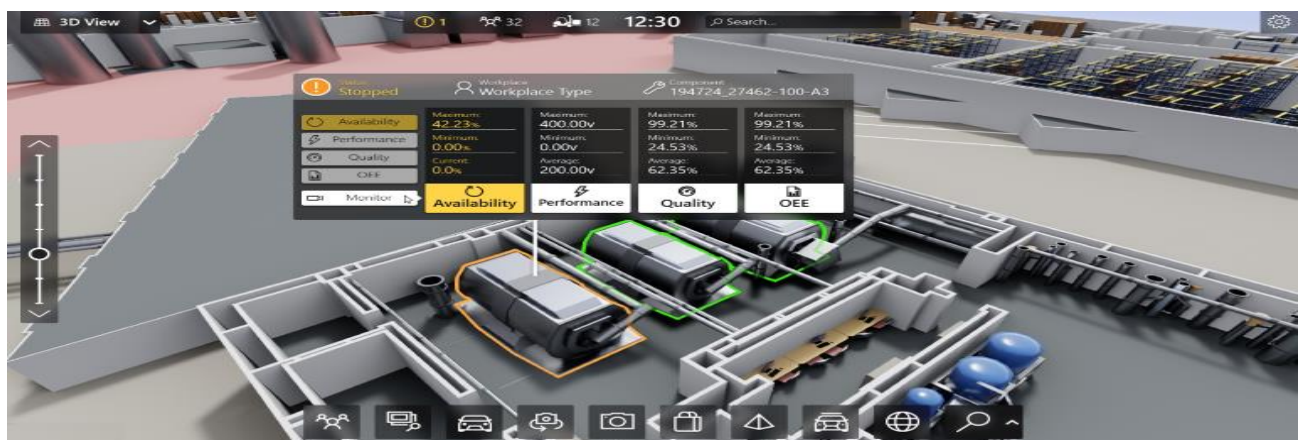 3D View
1
32
12
12:30
Search...
Status
Stopped
Workplace
Workplace Type
Component
194724_27462-100-A3
Availability
Performance
Quality
OEE
Monitor
Maximum:
42.23%
Minimum:
0.00%
Current:
0.0%
Availability
Maximum:
400.00v
Minimum:
0.00v
Average:
200.00v
Performance
Maximum:
99.21%
Minimum:
24.53%
Average:
62.35%
Quality
Maximum:
99.21%
Minimum:
24.53%
Average:
62.35%
OEE